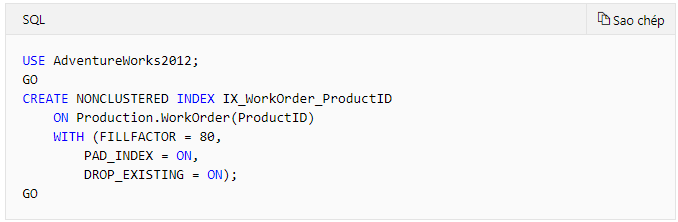 SQL
Sao chép
USE AdventureWorks2012;
GO
CREATE NONCLUSTERED INDEX IX_WorkOrder_ProductID
    ON Production.WorkOrder(ProductID)
    WITH (FILLFACTOR = 80,
        PAD_INDEX = ON,
        DROP_EXISTING = ON);
GO